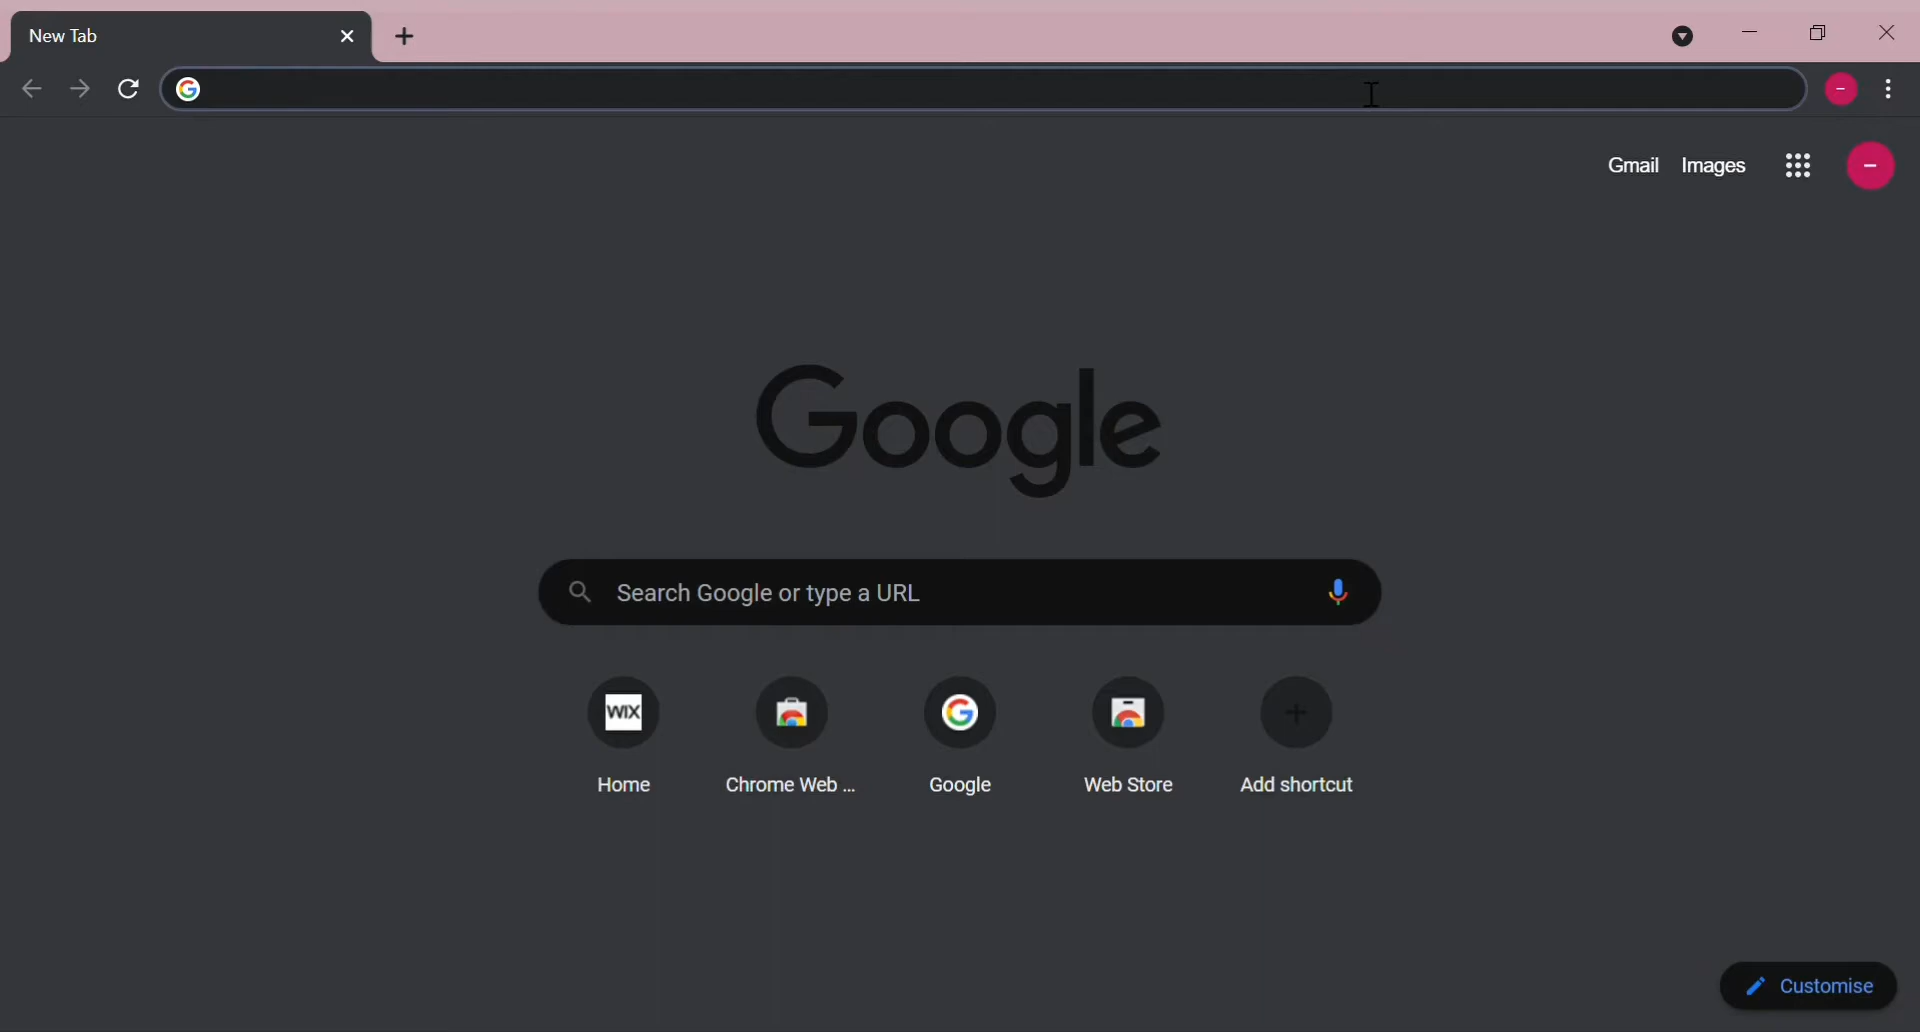 New Tab
Gmail Images
Google
Search Google or type a URL
WIX
Home Chrome Web ... Google Web Store Add shortcut
Customise